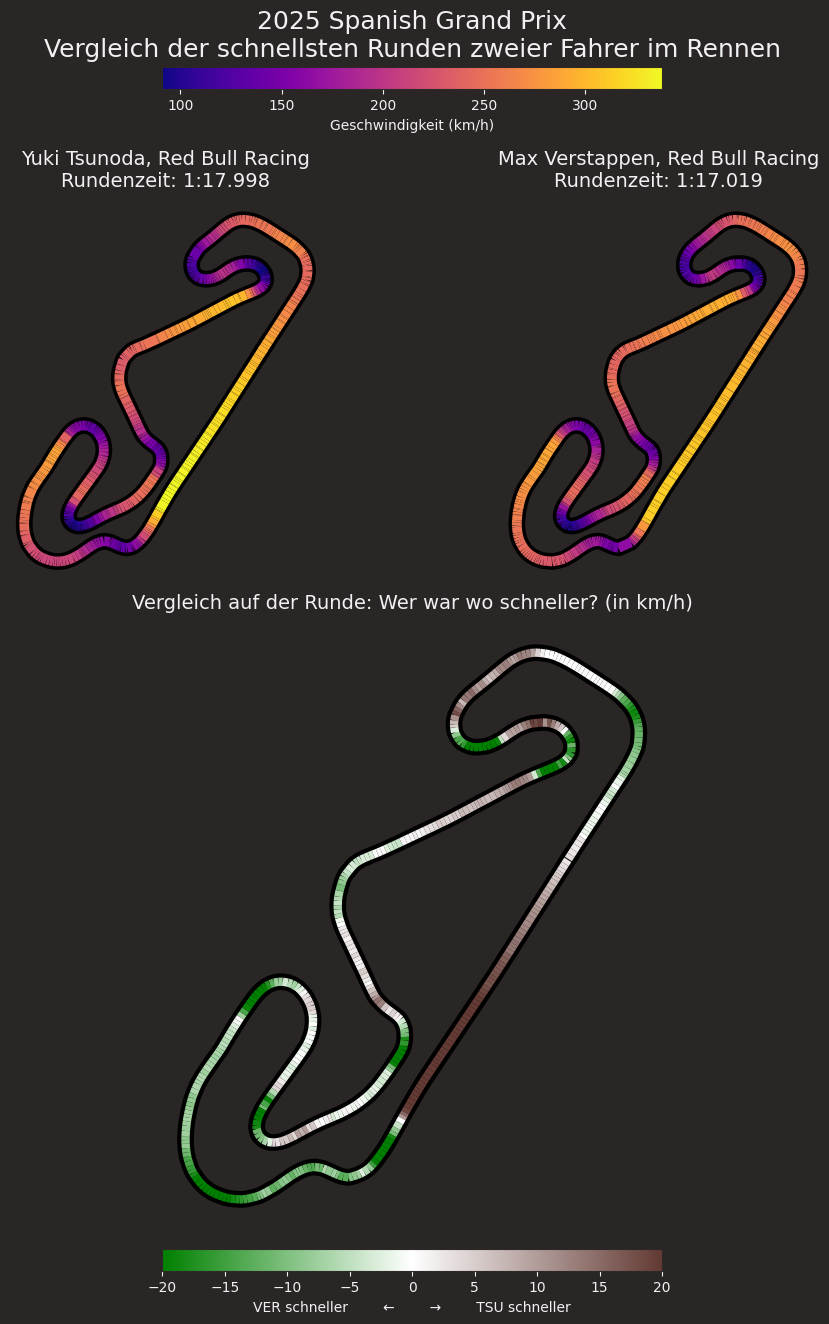 2025 Spanish Grand Prix
Vergleich der schnellsten Runden zweier Fahrer im Rennen
100 150 200 250 300
Geschwindigkeit (km/h)
Yuki Tsunoda, Red Bull Racing
Rundenzeit: 1:17.998
Max Verstappen, Red Bull Racing
Rundenzeit: 1:17.019
Vergleich auf der Runde: Wer war wo schneller? (in km/h)
−20 −15 −10 −5 0 5 10 15 20
VER schneller ← → TSU schneller